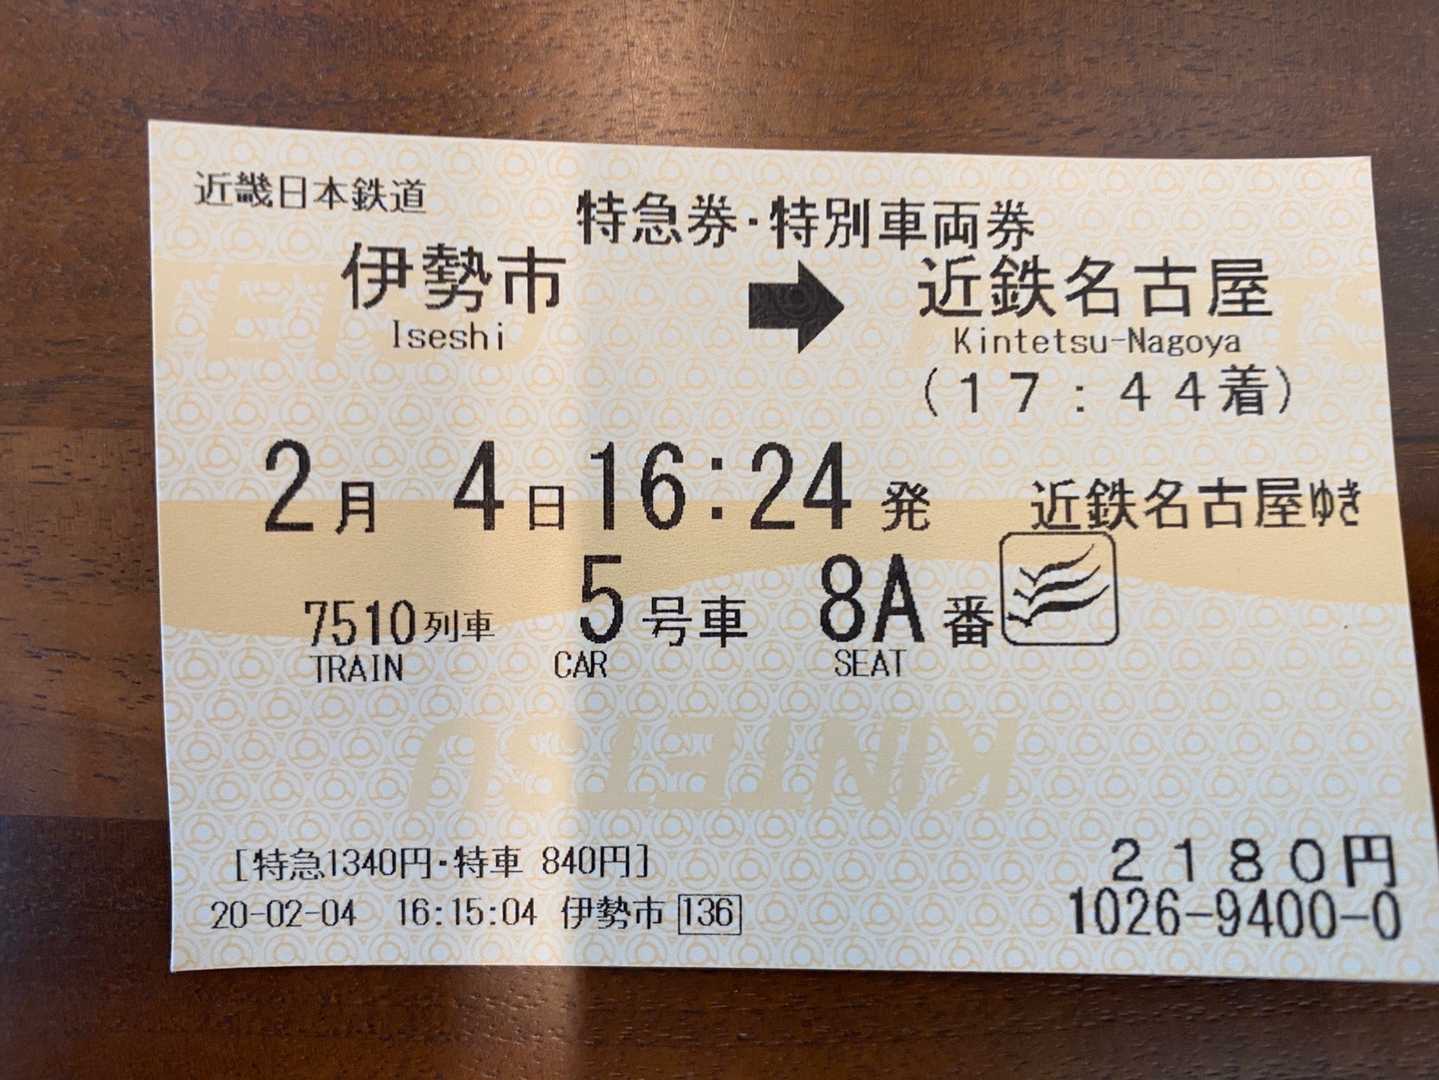 近畿日本鉄道
特急券・特別車両券
伊勢市 ➡ 近鉄名古屋
Iseshi Kintetsu-Nagoya
(17:44着)
2月 4日 16:24発 近鉄名古屋ゆき
7510列車 5号車 8A番
TRAIN CAR SEAT
KINTETSU
[特急1340円・特車 840円]
2180円
20-02-04 16:15:04 伊勢市 136
1026-9400-0